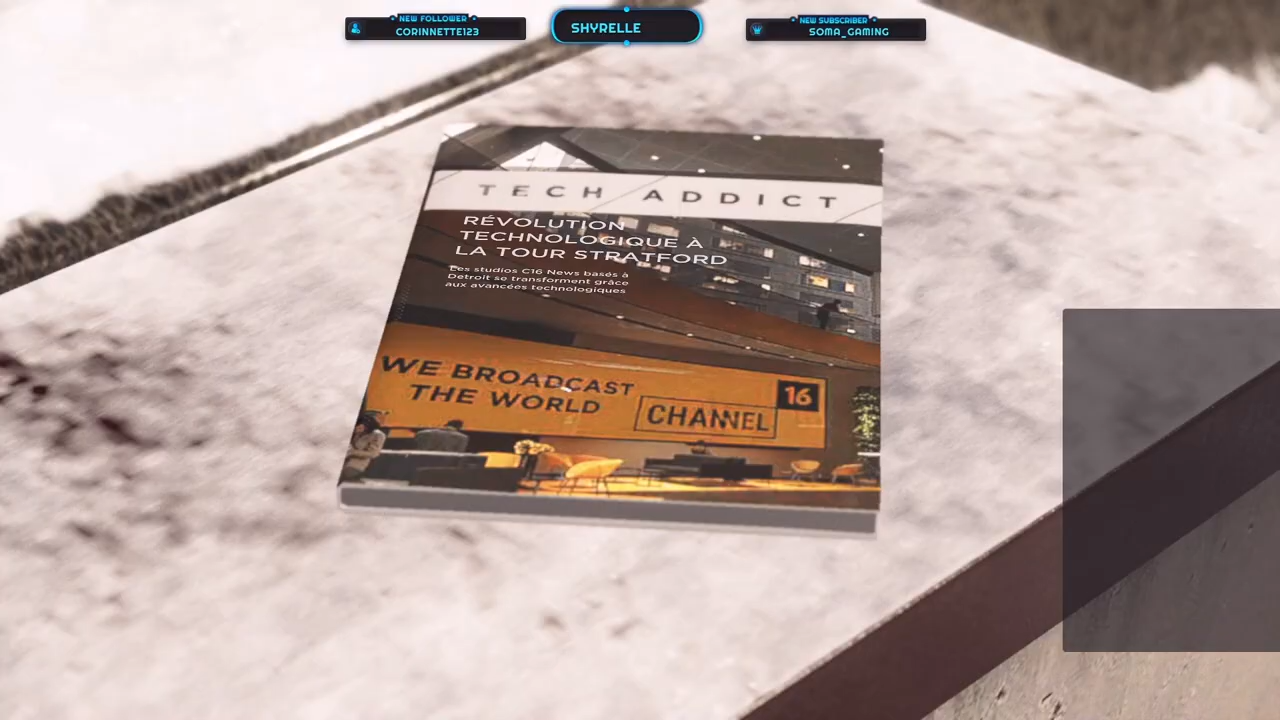 NEW FOLLOWER
CORINNETTE123
SHYRELLE
NEW SUBSCRIBER
SOMA_GAMING
TECH ADDICT
RÉVOLUTION
TECHNOLOGIQUE À
LA TOUR STRATFORD
Les studios C16 News basés à
Detroit se transforment grâce
aux avancées technologiques
WE BROADCAST
THE WORLD
CHANNEL
16